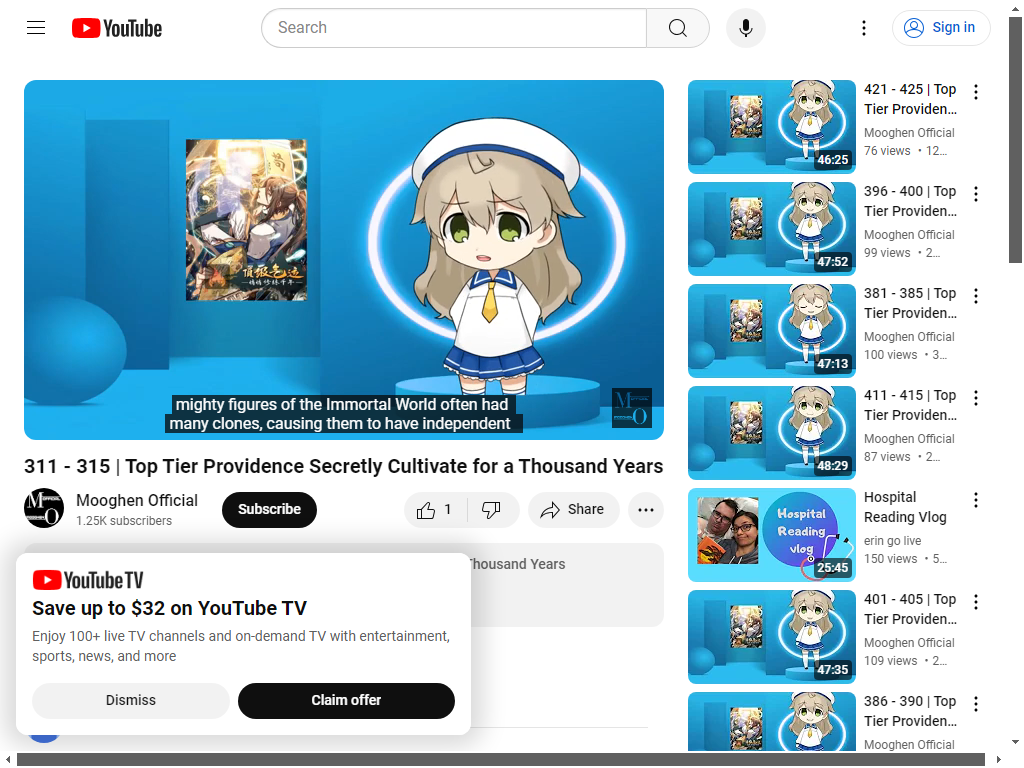 YouTube
Search
Sign in
頂級气运
悄悄修練千年
mighty figures of the Immortal World often had
many clones, causing them to have independent
311 - 315 | Top Tier Providence Secretly Cultivate for a Thousand Years
Mooghen Official
1.25K subscribers
Subscribe
1
Share
Thousand Years
YouTube TV
Save up to $32 on YouTube TV
Enjoy 100+ live TV channels and on-demand TV with entertainment,
sports, news, and more
Dismiss
Claim offer
421 - 425 | Top
Tier Providen...
Mooghen Official
76 views • 12...
46:25
396 - 400 | Top
Tier Providen...
Mooghen Official
99 views • 2...
47:52
381 - 385 | Top
Tier Providen...
Mooghen Official
100 views • 3...
47:13
411 - 415 | Top
Tier Providen...
Mooghen Official
87 views • 2...
48:29
Hospital
Reading
vlog
Hospital
Reading Vlog
erin go live
150 views • 5...
25:45
401 - 405 | Top
Tier Providen...
Mooghen Official
109 views • 2...
47:35
386 - 390 | Top
Tier Providen...
Mooghen Official